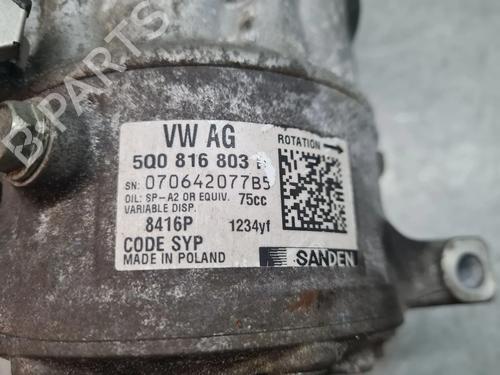 VW AG
ROTATION
5Q0 816 803
SN: 070642077B5
OIL: SP-A2 OR EQUIV. 75cc
VARIABLE DISP.
8416P 1234yf
CODE SYP
MADE IN POLAND
SANDEN
B-PARTS